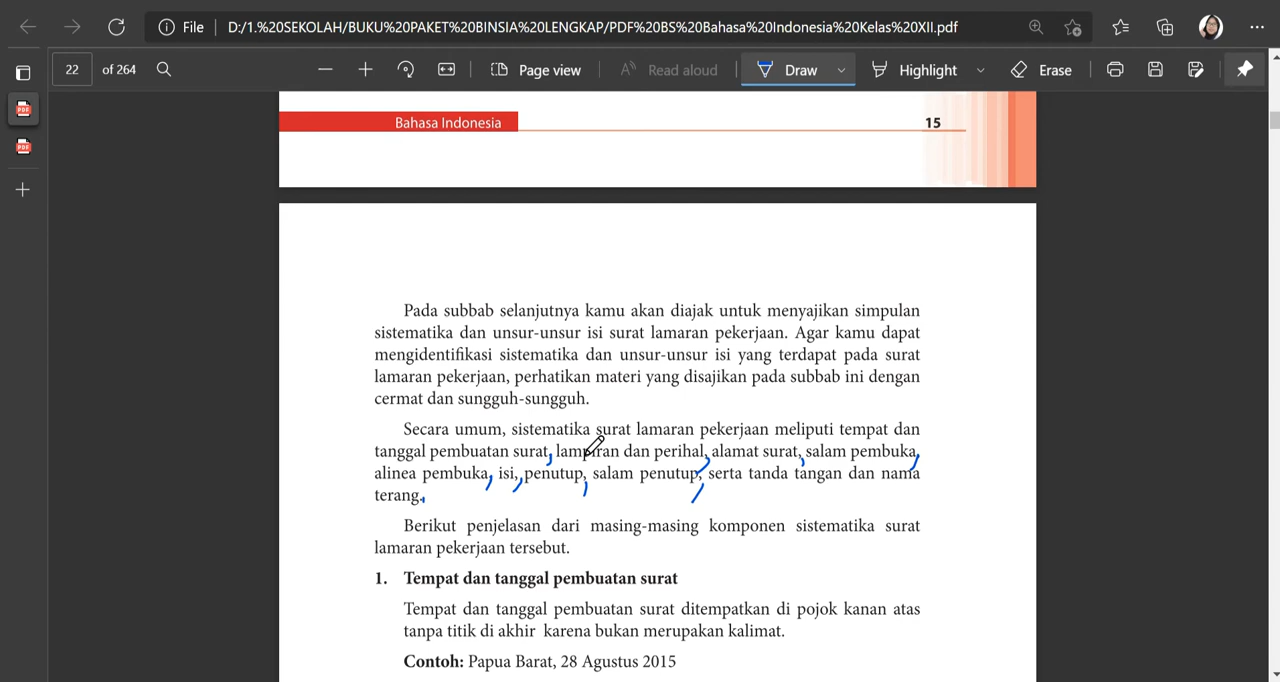 File
D:/1.%20SEKOLAH/BUKU%20PAKET%20BINSIA%20LENGKAP/PDF%20BS%20Bahasa%20Indonesia%20Kelas%20XII.pdf
22 of 264
Page view
Read aloud
Draw
Highlight
Erase
PDF
PDF
Bahasa Indonesia
15
Pada subbab selanjutnya kamu akan diajak untuk menyajikan simpulan
sistematika dan unsur-unsur isi surat lamaran pekerjaan. Agar kamu dapat
mengidentifikasi sistematika dan unsur-unsur isi yang terdapat pada surat
lamaran pekerjaan, perhatikan materi yang disajikan pada subbab ini dengan
cermat dan sungguh-sungguh.
Secara umum, sistematika surat lamaran pekerjaan meliputi tempat dan
tanggal pembuatan surat, lampiran dan perihal, alamat surat, salam pembuka,
alinea pembuka, isi, penutup, salam penutup, serta tanda tangan dan nama
terang.
Berikut penjelasan dari masing-masing komponen sistematika surat
lamaran pekerjaan tersebut.
1. Tempat dan tanggal pembuatan surat
Tempat dan tanggal pembuatan surat ditempatkan di pojok kanan atas
tanpa titik di akhir karena bukan merupakan kalimat.
Contoh: Papua Barat, 28 Agustus 2015